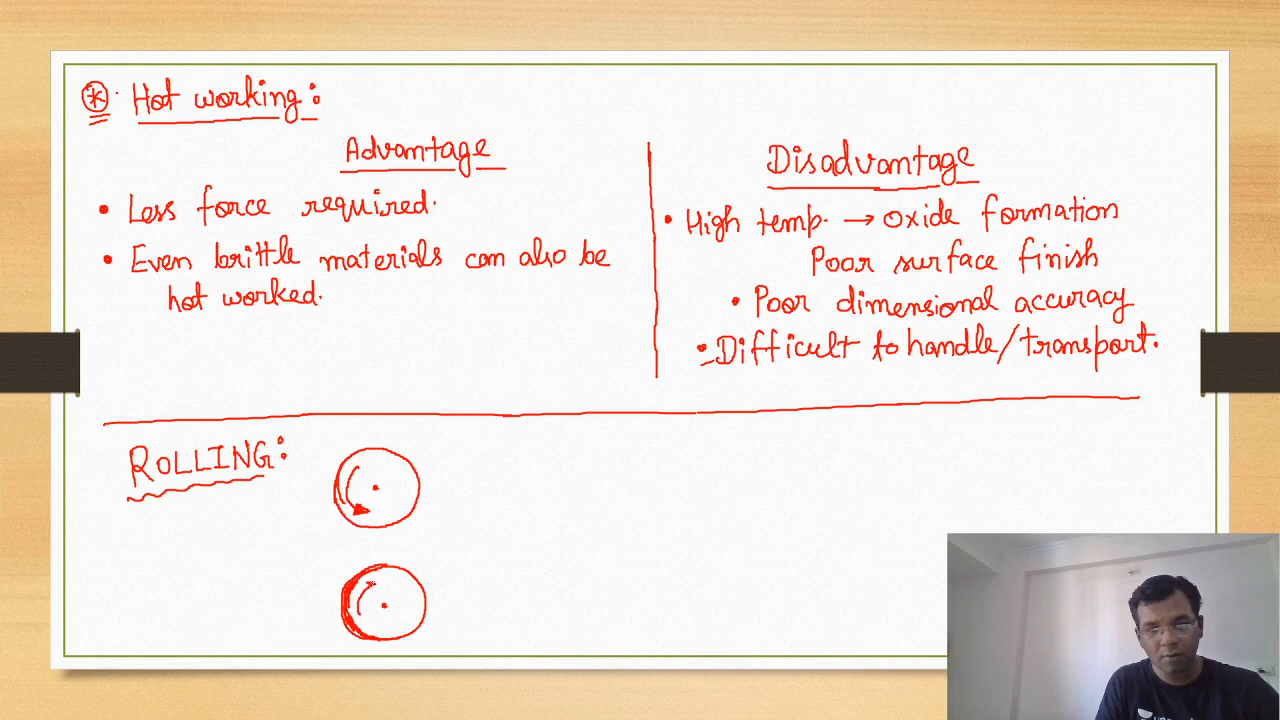 * Hot working:
Advantage
• Less force required.
• Even brittle materials can also be
hot worked.
Disadvantage
• High temp. → oxide formation
Poor surface finish
• Poor dimensional accuracy
• Difficult to handle/transport.
ROLLING: